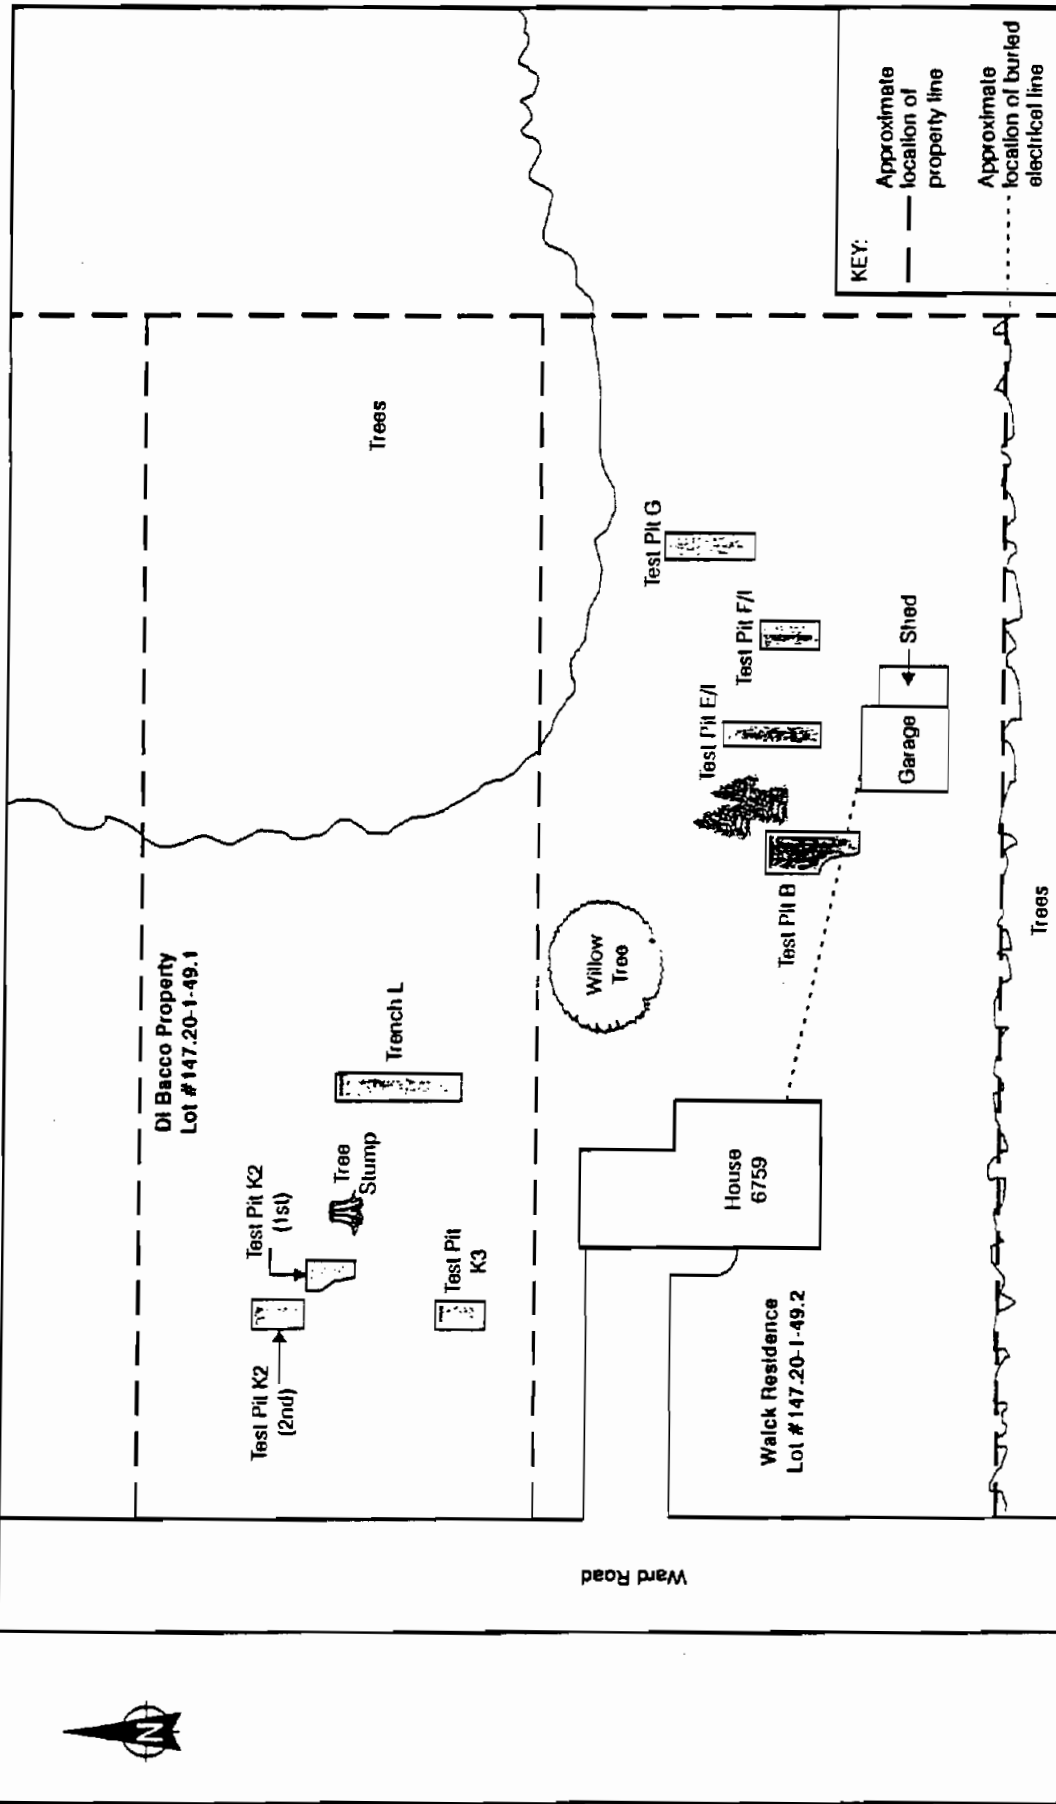 Di Bacco Property
Lot #147.20-1-49.1
Trees
Test Pit K2
(2nd)
Test Pit K2
(1st)
Tree
Stump
Trench L
Test Pit
K3
Willow
Tree
Test Pit G
Test Pit F/I
Test Pit E/I
Test Pit B
Garage
Shed
House
6759
Walck Residence
Lot #147.20-1-49.2
Ward Road
Trees
N
KEY:
Approximate
location of
property line
Approximate
location of buried
electrical line